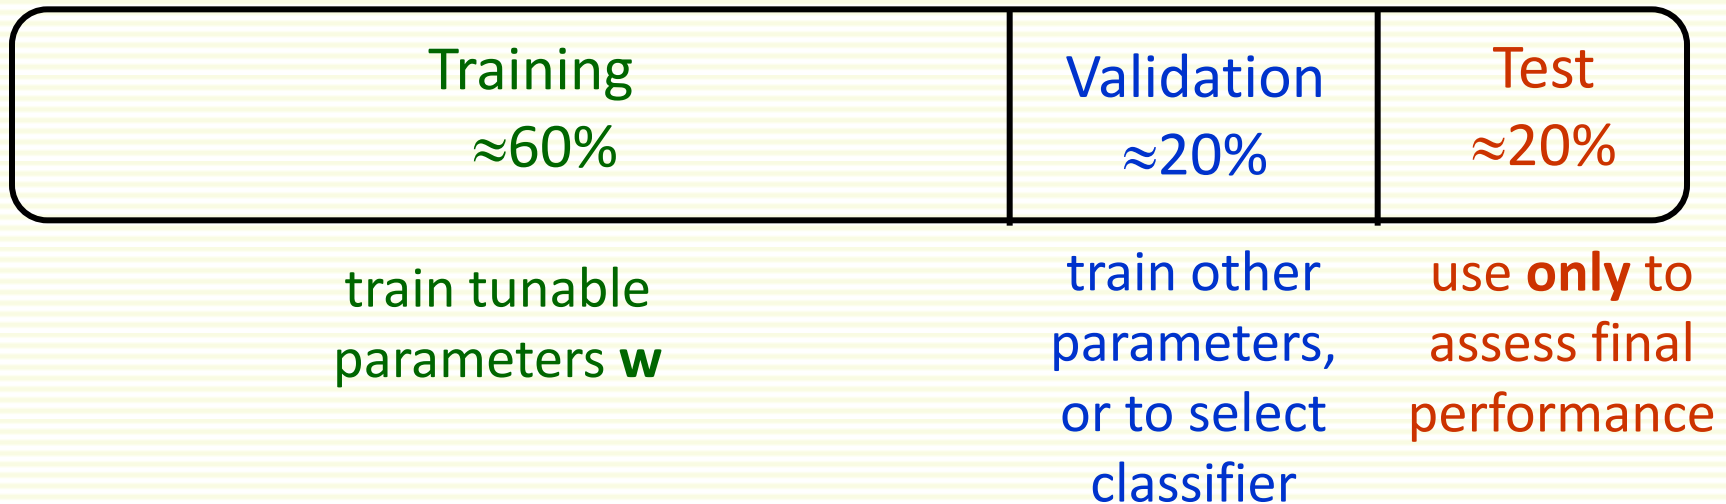 Training
≈60%
Validation
≈20%
Test
≈20%
train tunable
parameters w
train other
parameters,
or to select
classifier
use only to
assess final
performance